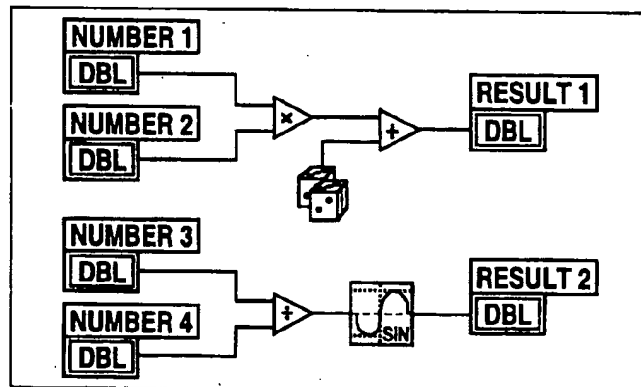 NUMBER 1
DBL
NUMBER 2
DBL
×
+
RESULT 1
DBL
NUMBER 3
DBL
NUMBER 4
DBL
÷
SIN
RESULT 2
DBL